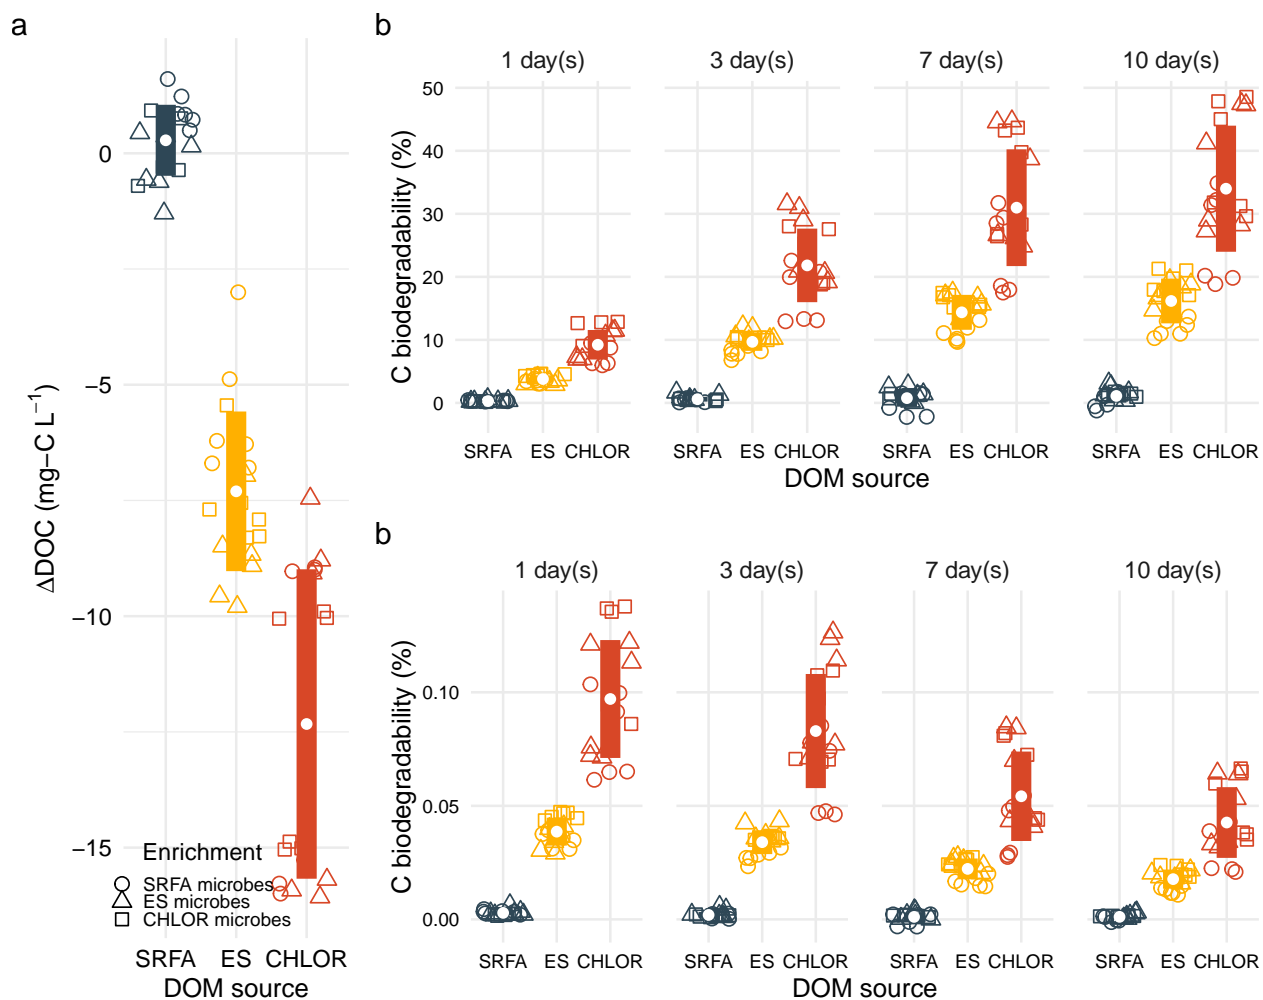 a
ΔDOC (mg−C L−1)
0
−5
−10
−15
Enrichment
SRFA microbes
ES microbes
CHLOR microbes
SRFA ES CHLOR
DOM source
b
1 day(s) 3 day(s) 7 day(s) 10 day(s)
C biodegradability (%)
50
40
30
20
10
0
SRFA ES CHLOR SRFA ES CHLOR SRFA ES CHLOR SRFA ES CHLOR
DOM source
b
1 day(s) 3 day(s) 7 day(s) 10 day(s)
C biodegradability (%)
0.10
0.05
0.00
SRFA ES CHLOR SRFA ES CHLOR SRFA ES CHLOR SRFA ES CHLOR
DOM source